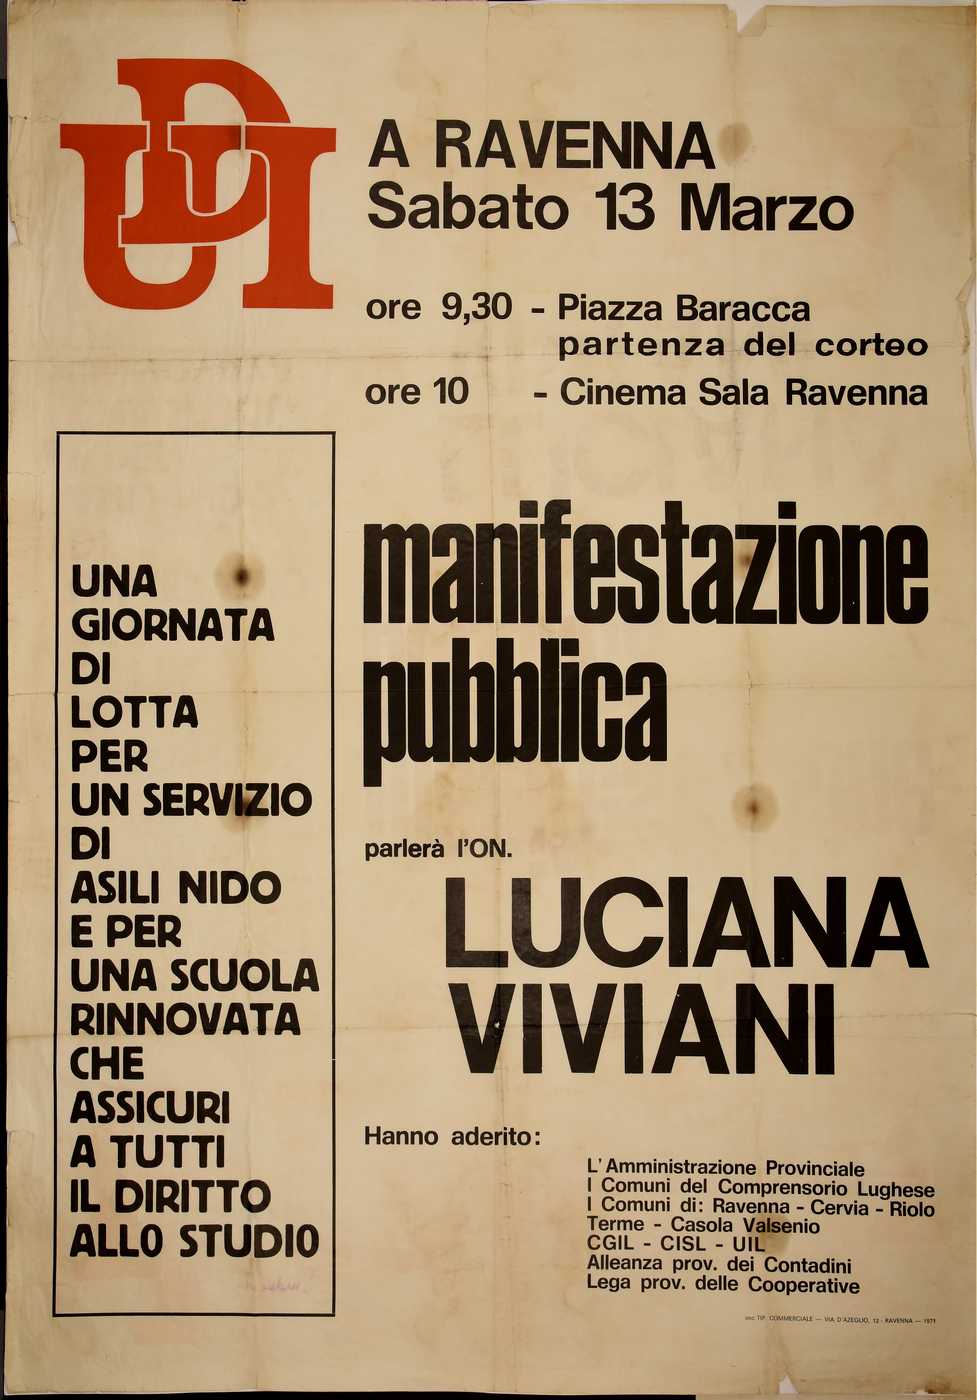 UDI
A RAVENNA
Sabato 13 Marzo
ore 9,30 - Piazza Baracca
partenza del corteo
ore 10 - Cinema Sala Ravenna
UNA
GIORNATA
DI
LOTTA
PER
UN SERVIZIO
DI
ASILI NIDO
E PER
UNA SCUOLA
RINNOVATA
CHE
ASSICURI
A TUTTI
IL DIRITTO
ALLO STUDIO
manifestazione
pubblica
parlerà l'ON.
LUCIANA
VIVIANI
Hanno aderito:
L'Amministrazione Provinciale
I Comuni del Comprensorio Lughese
I Comuni di: Ravenna - Cervia - Riolo
Terme - Casola Valsenio
CGIL - CISL - UIL
Alleanza prov. dei Contadini
Lega prov. delle Cooperative
TIP. COMMERCIALE — VIA D'AZEGLIO, 12 - RAVENNA — 1971